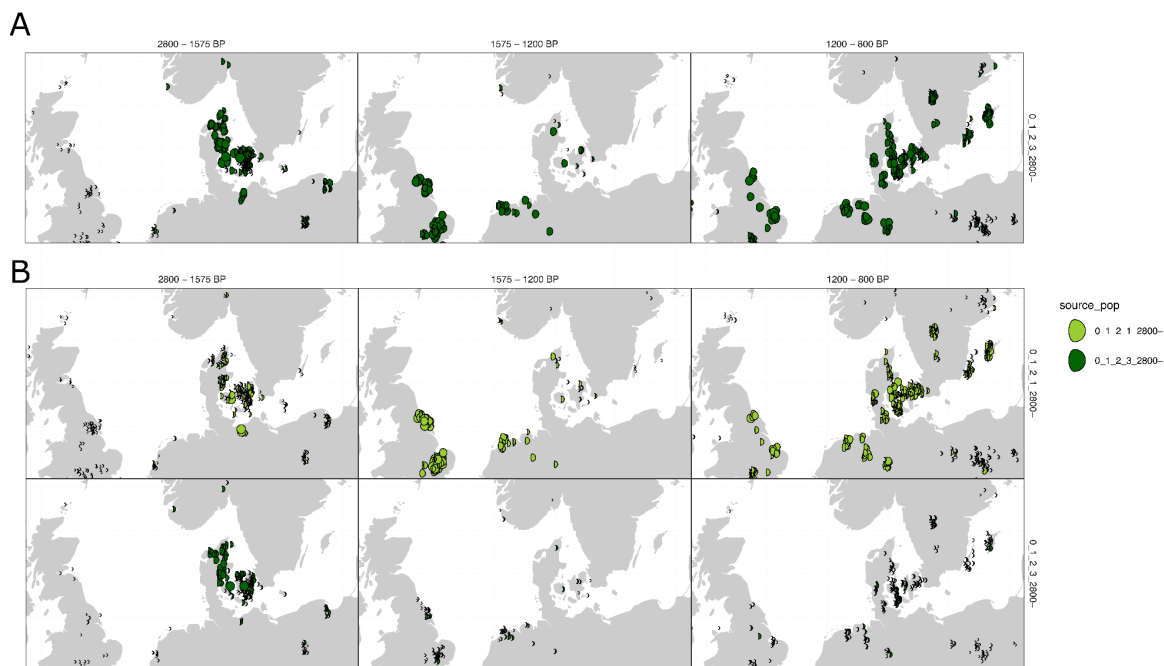 A
2800 – 1575 BP
1575 – 1200 BP
1200 – 800 BP
0_1_2_3_2800–
B
2800 – 1575 BP
1575 – 1200 BP
1200 – 800 BP
0_1_2_1_2800–
0_1_2_3_2800–
source_pop
0_1_2_1_2800–
0_1_2_3_2800–